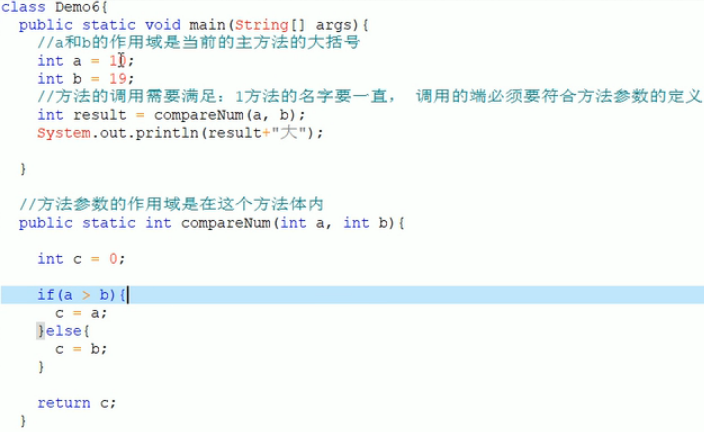 class Demo6{
public static void main(String[] args){
//a和b的作用域是当前的主方法的大括号
int a = 10;
int b = 19;
//方法的调用需要满足：1方法的名字要一直， 调用的端必须要符合方法参数的定义
int result = compareNum(a, b);
System.out.println(result+"大");
}
//方法参数的作用域是在这个方法体内
public static int compareNum(int a, int b){
int c = 0;
if(a > b){
c = a;
}else{
c = b;
}
return c;
}